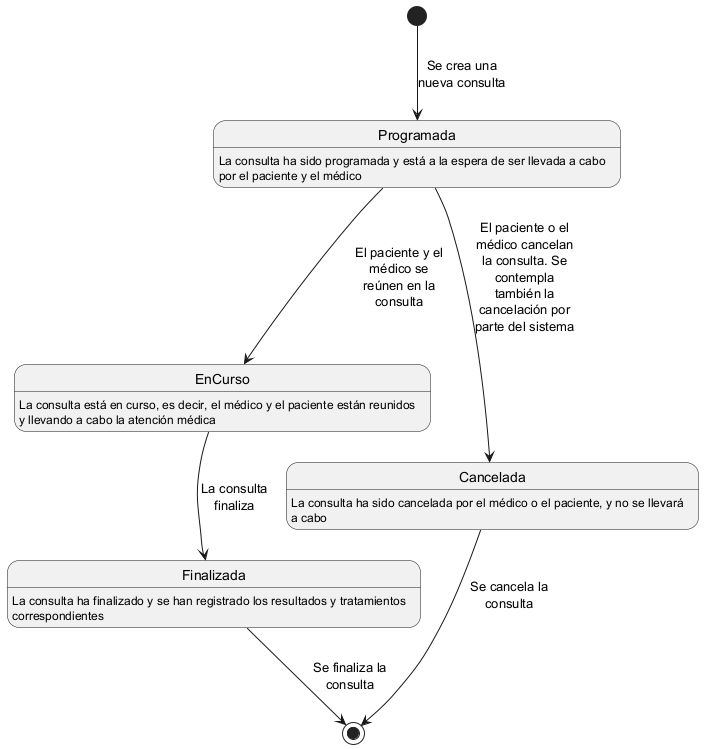 Se crea una
nueva consulta
Programada
La consulta ha sido programada y está a la espera de ser llevada a cabo
por el paciente y el médico
El paciente y el
médico se
reúnen en la
consulta
El paciente o el
médico cancelan
la consulta. Se
contempla
también la
cancelación por
parte del sistema
EnCurso
La consulta está en curso, es decir, el médico y el paciente están reunidos
y llevando a cabo la atención médica
Cancelada
La consulta ha sido cancelada por el médico o el paciente, y no se llevará
a cabo
La consulta
finaliza
Finalizada
La consulta ha finalizado y se han registrado los resultados y tratamientos
correspondientes
Se cancela la
consulta
Se finaliza la
consulta